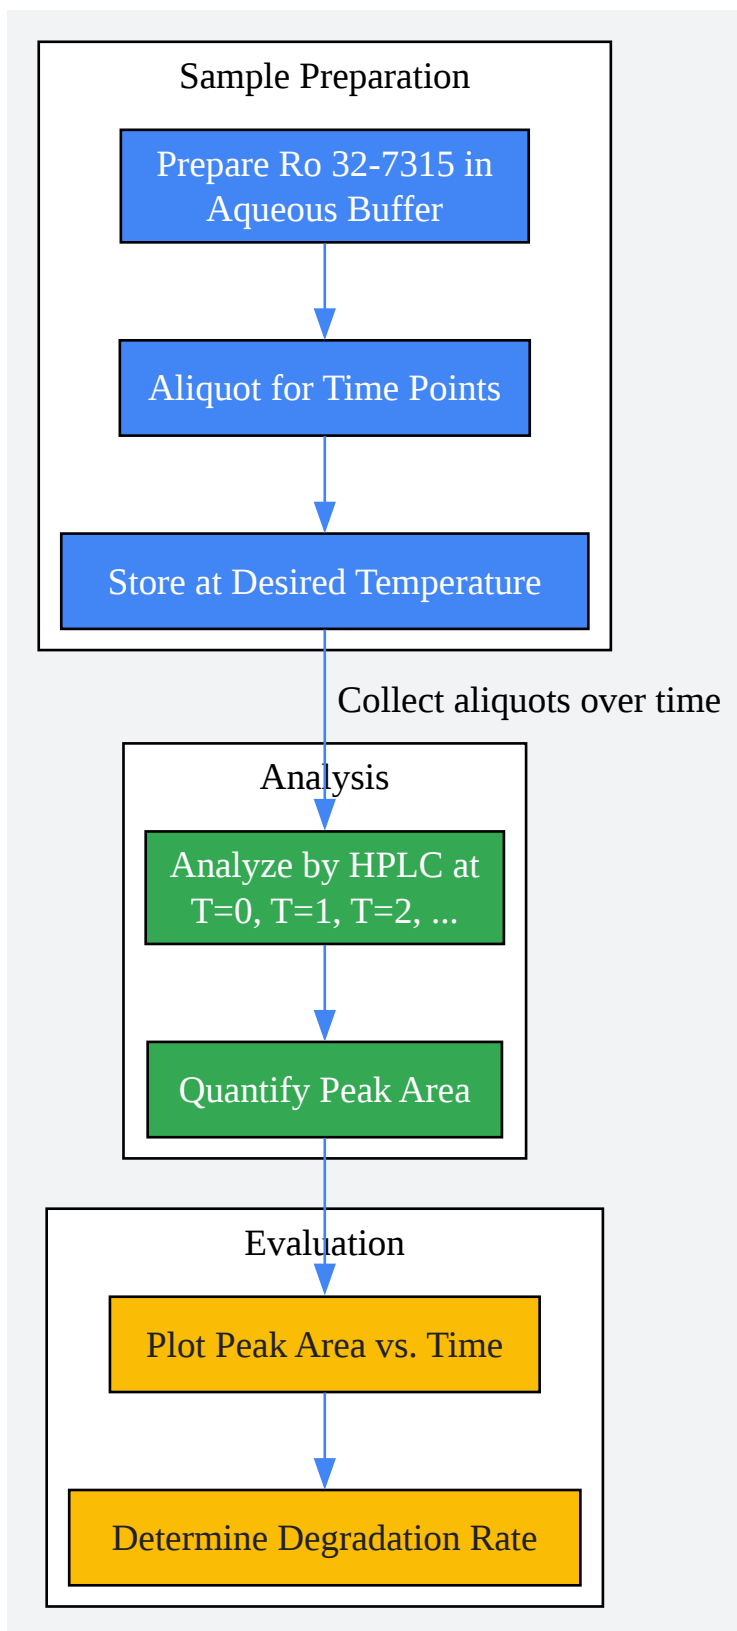 Sample Preparation
Prepare Ro 32-7315 in
Aqueous Buffer
Aliquot for Time Points
Store at Desired Temperature
Collect aliquots over time
Analysis
Analyze by HPLC at
T=0, T=1, T=2, ...
Quantify Peak Area
Evaluation
Plot Peak Area vs. Time
Determine Degradation Rate